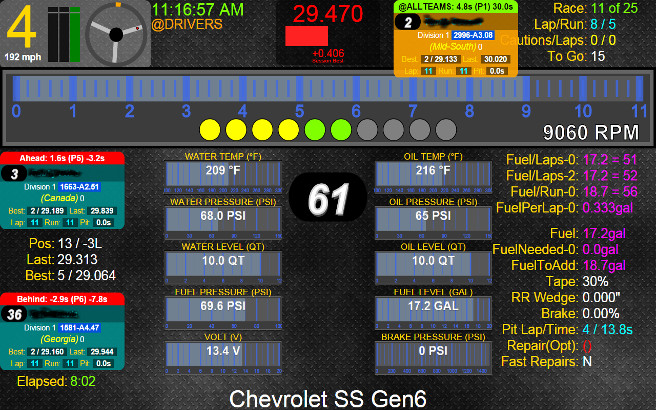 4
192 mph
11:16:57 AM
@DRIVERS
29.470
+0.406
@ALLTEAMS: 4.8s (P1) 30.0s
2
Division 1 2996-A3.08
(Mid-South) 0
Best: 2 / 29.133 Last: 30.020
Lap: 11 Run: 11 Pit: 0.0s
Race: 11 of 25
Lap/Run: 8 / 5
Cautions/Laps: 0 / 0
To Go: 15
0 1 2 3 4 5 6 7 8 9 10 11
9060 RPM
Ahead: 1.6s (P5) -3.2s
3
Division 1 1663-A2.61
(Canada) 0
Best: 2 / 29.189 Last: 29.839
Lap: 11 Run: 11 Pit: 0.0s
Pos: 13 / -3L
Last: 29.313
Best: 5 / 29.064
Behind: -2.9s (P6) -7.8s
36
Division 1 1681-A4.47
(Georgia) 0
Best: 2 / 29.160 Last: 29.944
Lap: 11 Run: 11 Pit: 0.0s
Elapsed: 8:02
WATER TEMP (°F)
209 °F
WATER PRESSURE (PSI)
68.0 PSI
WATER LEVEL (QT)
10.0 QT
FUEL PRESSURE (PSI)
69.6 PSI
VOLT (V)
13.4 V
61
OIL TEMP (°F)
216 °F
OIL PRESSURE (PSI)
65 PSI
OIL LEVEL (QT)
10.0 QT
FUEL LEVEL (GAL)
17.2 GAL
BRAKE PRESSURE (PSI)
0 PSI
Fuel/Laps-0: 17.2 = 51
Fuel/Laps-2: 17.2 = 52
Fuel/Run-0: 18.7 = 56
FuelPerLap-0: 0.333gal
Fuel: 17.2gal
FuelNeeded-0: 0.0gal
FuelToAdd: 18.7gal
Tape: 30%
RR Wedge: 0.000"
Brake: 0.00%
Pit Lap/Time: 4 / 13.8s
Repair(Opt): ()
Fast Repairs: N
Chevrolet SS Gen6